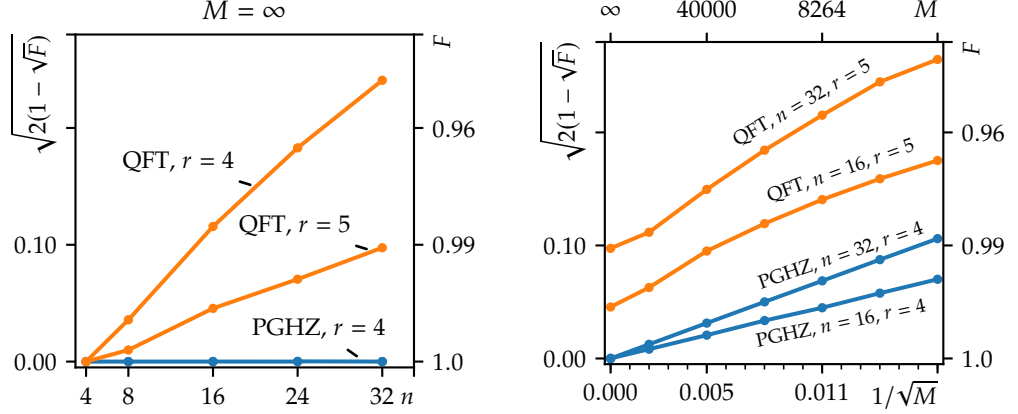 M = ∞
√2(1 − √F)
F
0.10
0.00
0.96
0.99
1.0
QFT, r = 4
QFT, r = 5
PGHZ, r = 4
4 8 16 24 32 n
∞ 40000 8264 M
√2(1 − √F)
F
0.10
0.00
0.96
0.99
1.0
QFT, n = 32, r = 5
QFT, n = 16, r = 5
PGHZ, n = 32, r = 4
PGHZ, n = 16, r = 4
0.000 0.005 0.011 1/√M